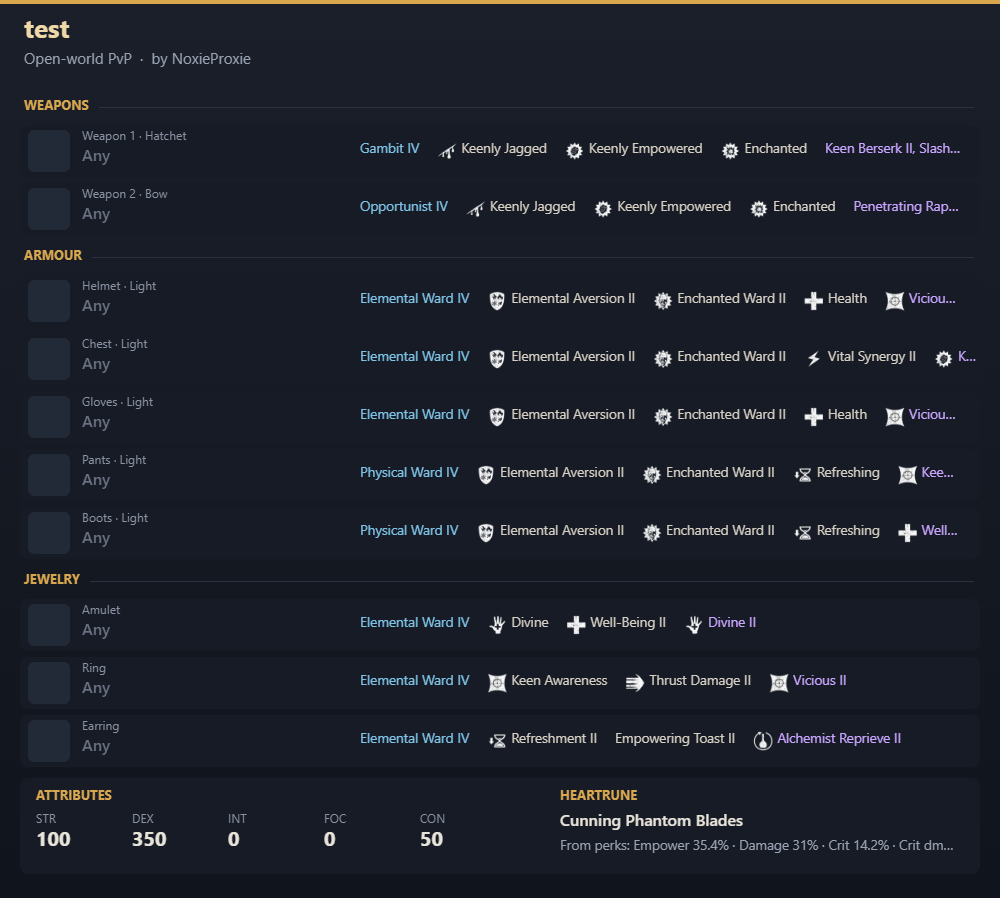 test
Open-world PvP · by NoxieProxie
WEAPONS
Weapon 1 · Hatchet
Any
Gambit IV Keenly Jagged Keenly Empowered Enchanted Keen Berserk II, Slash...
Weapon 2 · Bow
Any
Opportunist IV Keenly Jagged Keenly Empowered Enchanted Penetrating Rap...
ARMOUR
Helmet · Light
Any
Elemental Ward IV Elemental Aversion II Enchanted Ward II Health Viciou...
Chest · Light
Any
Elemental Ward IV Elemental Aversion II Enchanted Ward II Vital Synergy II K...
Gloves · Light
Any
Elemental Ward IV Elemental Aversion II Enchanted Ward II Health Viciou...
Pants · Light
Any
Physical Ward IV Elemental Aversion II Enchanted Ward II Refreshing Kee...
Boots · Light
Any
Physical Ward IV Elemental Aversion II Enchanted Ward II Refreshing Well...
JEWELRY
Amulet
Any
Elemental Ward IV Divine Well-Being II Divine II
Ring
Any
Elemental Ward IV Keen Awareness Thrust Damage II Vicious II
Earring
Any
Elemental Ward IV Refreshment II Empowering Toast II Alchemist Reprieve II
ATTRIBUTES
STR DEX INT FOC CON
100 350 0 0 50
HEARTRUNE
Cunning Phantom Blades
From perks: Empower 35.4% · Damage 31% · Crit 14.2% · Crit dm...